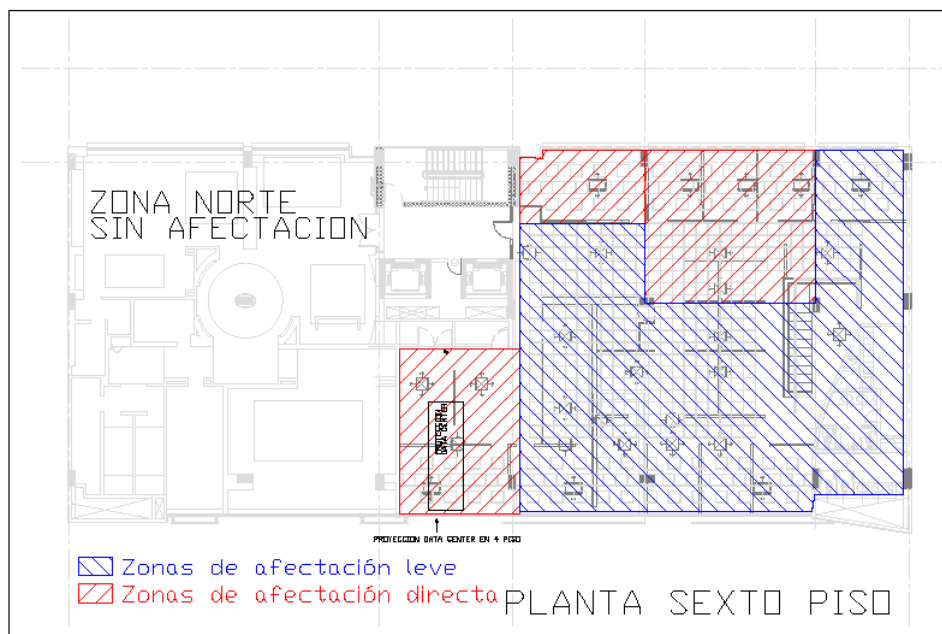 ZONA NORTE
SIN AFECTACION
PROYECCION DATA CENTER EN 4 PISO
Zonas de afectación leve
Zonas de afectación directa
PLANTA SEXTO PISO